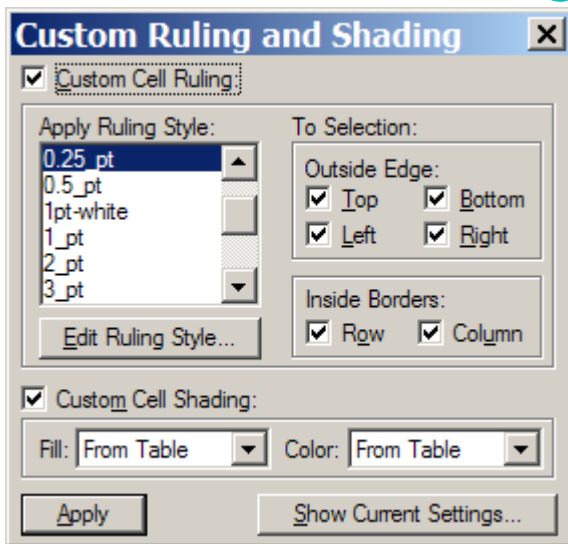 Custom Ruling and Shading
Custom Cell Ruling:
Apply Ruling Style:
0.25_pt
0.5_pt
1pt-white
1_pt
2_pt
3_pt
Edit Ruling Style...
To Selection:
Outside Edge:
Top Bottom
Left Right
Inside Borders:
Row Column
Custom Cell Shading:
Fill: From Table Color: From Table
Apply Show Current Settings...